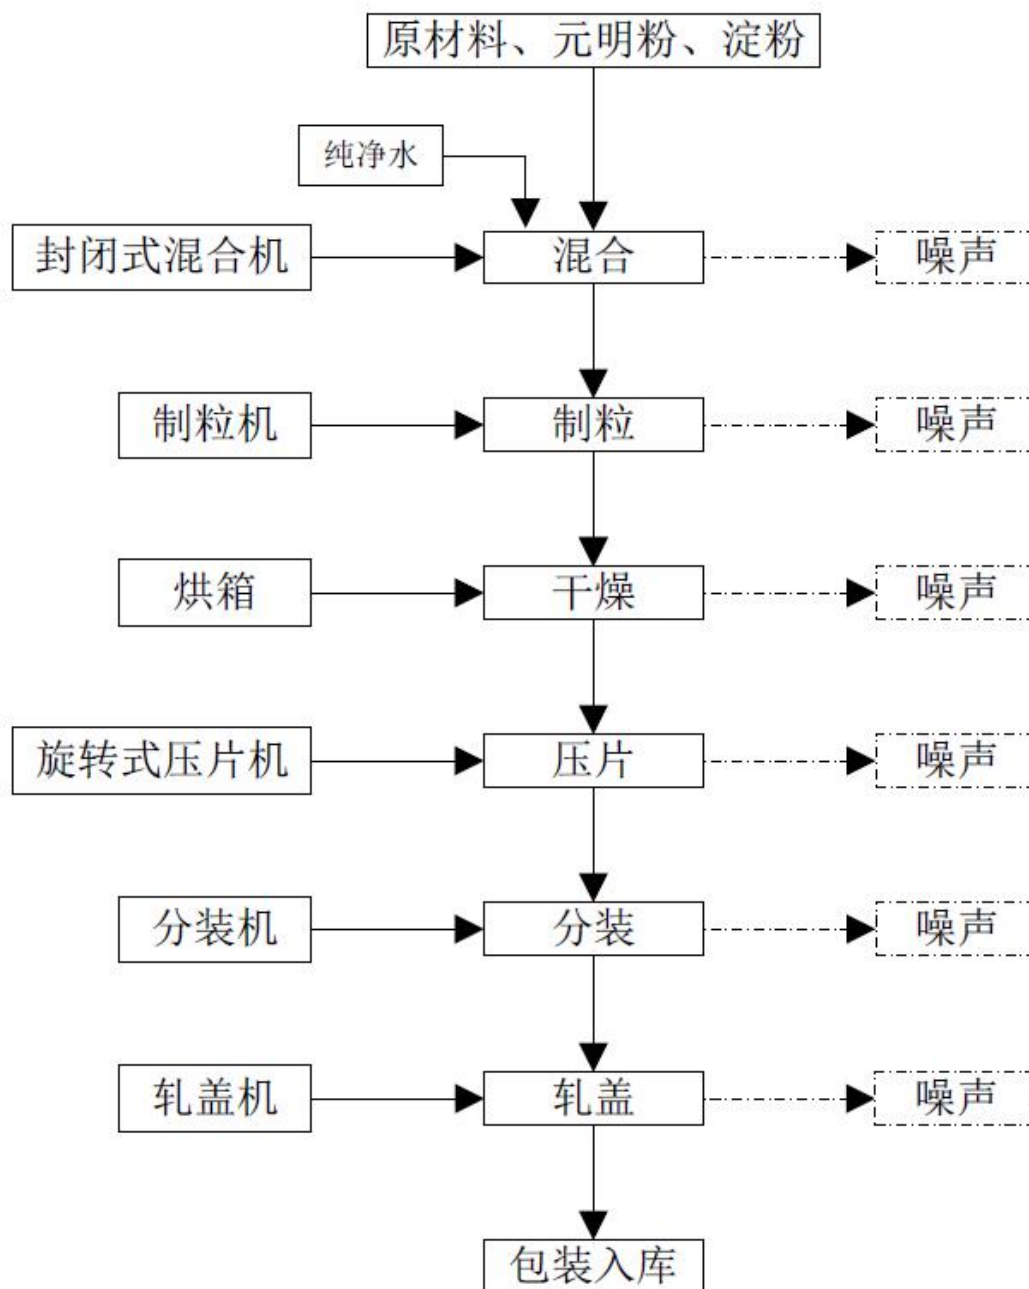 原材料、元明粉、淀粉
纯净水
封闭式混合机
混合
噪声
制粒机
制粒
噪声
烘箱
干燥
噪声
旋转式压片机
压片
噪声
分装机
分装
噪声
轧盖机
轧盖
噪声
包装入库